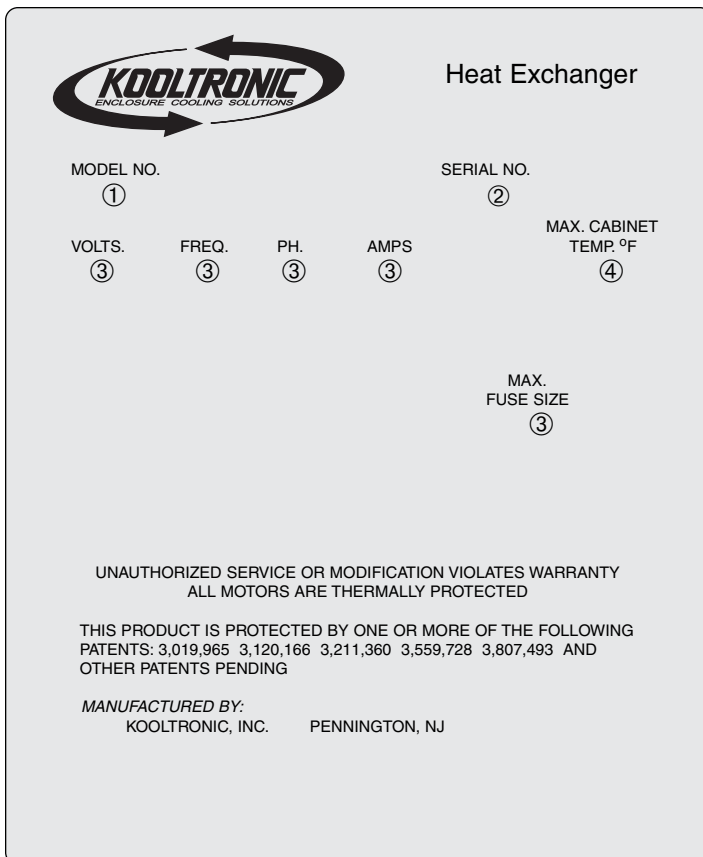 KOOLTRONIC
ENCLOSURE COOLING SOLUTIONS
Heat Exchanger
MODEL NO. SERIAL NO.
① ②
MAX. CABINET
VOLTS. FREQ. PH. AMPS TEMP. ºF
③ ③ ③ ③ ④
MAX.
FUSE SIZE
③
UNAUTHORIZED SERVICE OR MODIFICATION VIOLATES WARRANTY
ALL MOTORS ARE THERMALLY PROTECTED
THIS PRODUCT IS PROTECTED BY ONE OR MORE OF THE FOLLOWING
PATENTS: 3,019,965 3,120,166 3,211,360 3,559,728 3,807,493 AND
OTHER PATENTS PENDING
MANUFACTURED BY:
KOOLTRONIC, INC. PENNINGTON, NJ